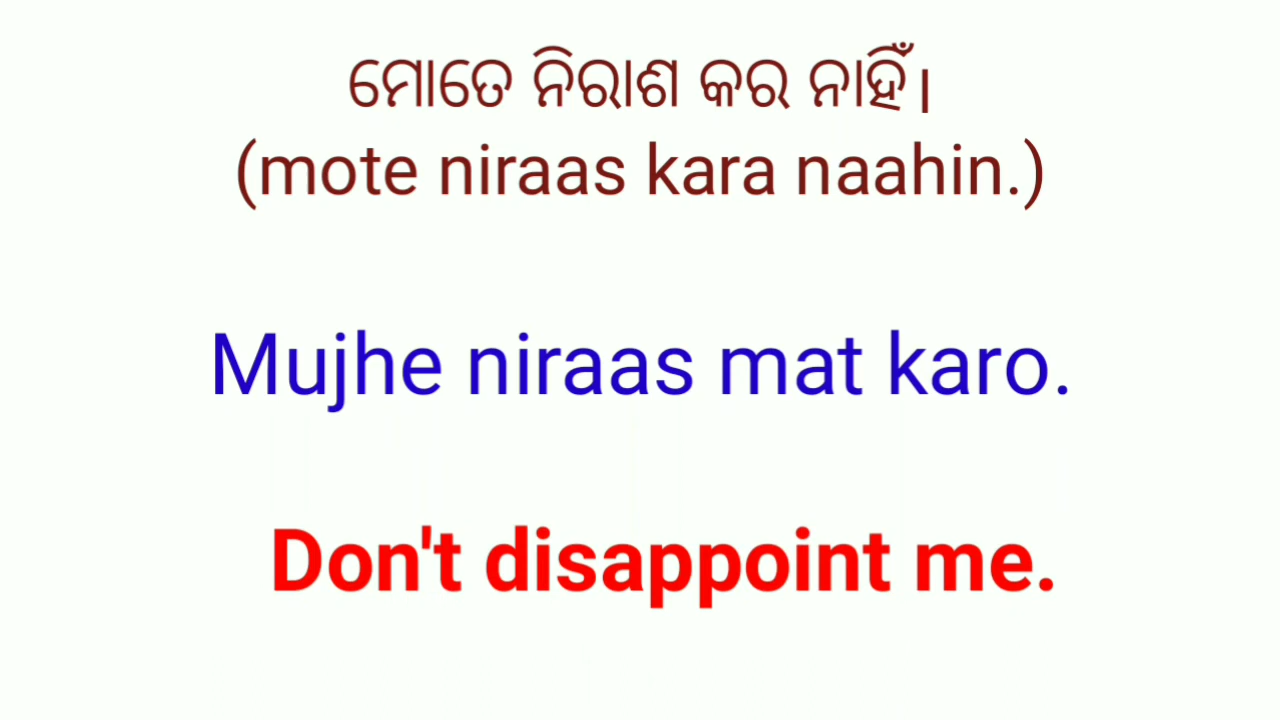 ମୋତେ ନିରାଶ କର ନାହିଁ।
(mote niraas kara naahin.)
Mujhe niraas mat karo.
Don't disappoint me.